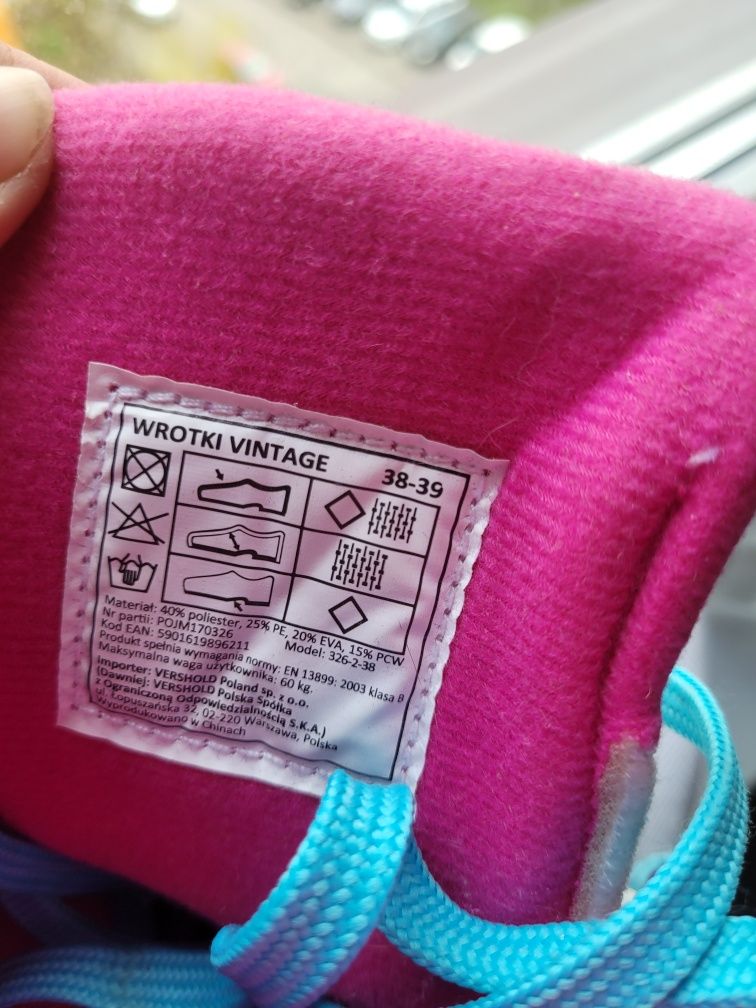 WROTKI VINTAGE 38-39
Materiał: 40% poliester, 25% PE, 20% EVA, 15% PCW
Nr partii: POJM170326 Model: 326-2-38
Kod EAN: 5901619896211
Produkt spełnia wymagania normy: EN 13899: 2003 klasa B
Maksymalna waga użytkownika: 60 kg.
Importer: VERSHOLD Poland sp. z o.o.
(Dawniej: VERSHOLD Polska Spółka
z Ograniczoną Odpowiedzialnością S.K.A.)
ul. Łopuszańska 32, 02-220 Warszawa, Polska
Wyprodukowano w Chinach